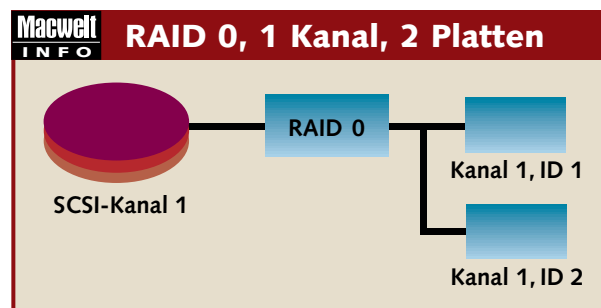 Macwelt
INFO
RAID 0, 1 Kanal, 2 Platten
RAID 0
Kanal 1, ID 1
SCSI-Kanal 1
Kanal 1, ID 2